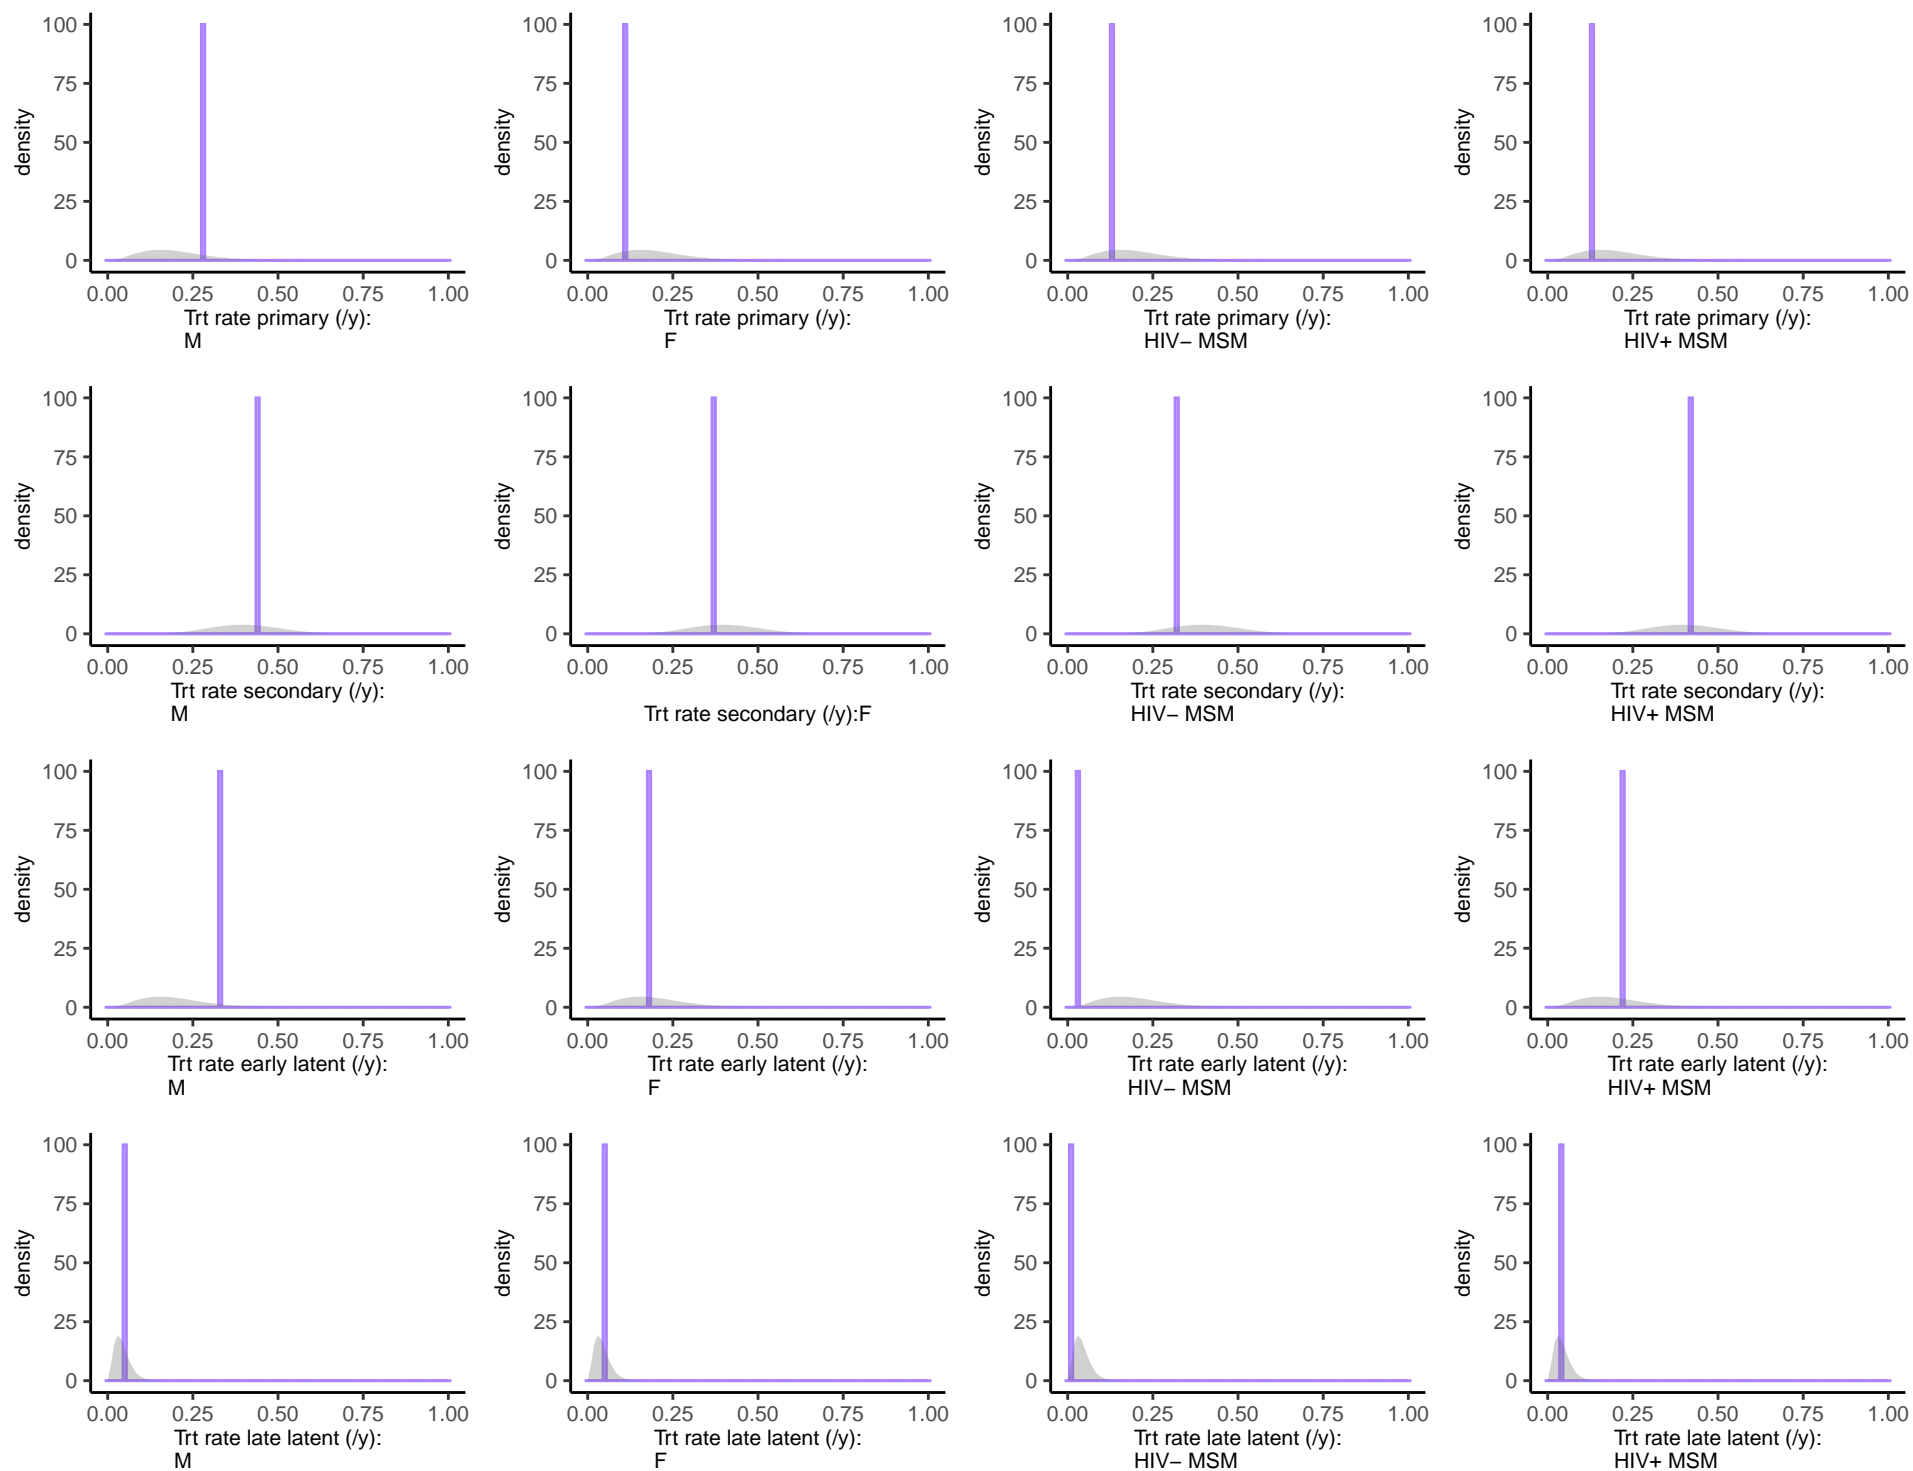 100
75
50
25
0
density
0.00 0.25 0.50 0.75 1.00
Trt rate primary (/y):
M
100
75
50
25
0
density
0.00 0.25 0.50 0.75 1.00
Trt rate primary (/y):
F
100
75
50
25
0
density
0.00 0.25 0.50 0.75 1.00
Trt rate primary (/y):
HIV− MSM
100
75
50
25
0
density
0.00 0.25 0.50 0.75 1.00
Trt rate primary (/y):
HIV+ MSM
100
75
50
25
0
density
0.00 0.25 0.50 0.75 1.00
Trt rate secondary (/y):
M
100
75
50
25
0
density
0.00 0.25 0.50 0.75 1.00
Trt rate secondary (/y):F
100
75
50
25
0
density
0.00 0.25 0.50 0.75 1.00
Trt rate secondary (/y):
HIV− MSM
100
75
50
25
0
density
0.00 0.25 0.50 0.75 1.00
Trt rate secondary (/y):
HIV+ MSM
100
75
50
25
0
density
0.00 0.25 0.50 0.75 1.00
Trt rate early latent (/y):
M
100
75
50
25
0
density
0.00 0.25 0.50 0.75 1.00
Trt rate early latent (/y):
F
100
75
50
25
0
density
0.00 0.25 0.50 0.75 1.00
Trt rate early latent (/y):
HIV− MSM
100
75
50
25
0
density
0.00 0.25 0.50 0.75 1.00
Trt rate early latent (/y):
HIV+ MSM
100
75
50
25
0
density
0.00 0.25 0.50 0.75 1.00
Trt rate late latent (/y):
M
100
75
50
25
0
density
0.00 0.25 0.50 0.75 1.00
Trt rate late latent (/y):
F
100
75
50
25
0
density
0.00 0.25 0.50 0.75 1.00
Trt rate late latent (/y):
HIV− MSM
100
75
50
25
0
density
0.00 0.25 0.50 0.75 1.00
Trt rate late latent (/y):
HIV+ MSM